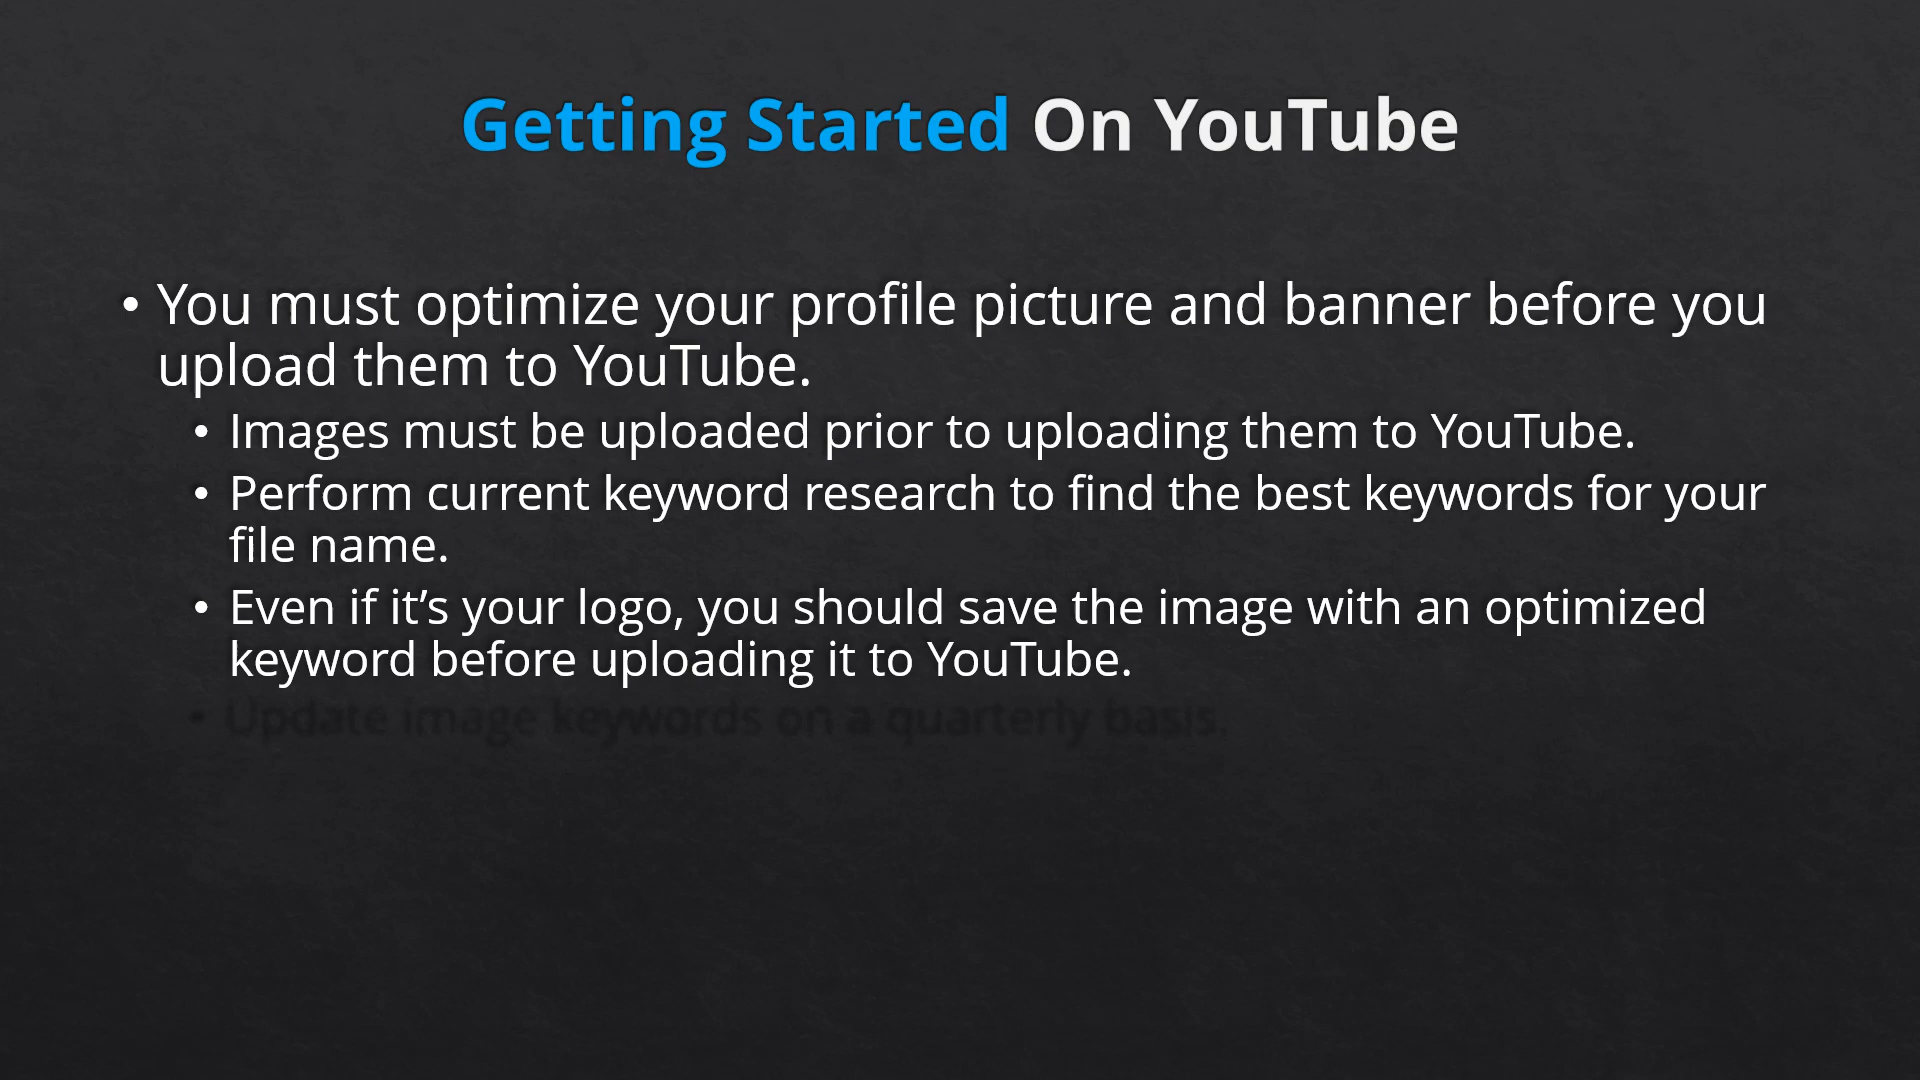 Getting Started On YouTube
• You must optimize your profile picture and banner before you
upload them to YouTube.
• Images must be uploaded prior to uploading them to YouTube.
• Perform current keyword research to find the best keywords for your
file name.
• Even if it’s your logo, you should save the image with an optimized
keyword before uploading it to YouTube.
• Update image keywords on a quarterly basis.